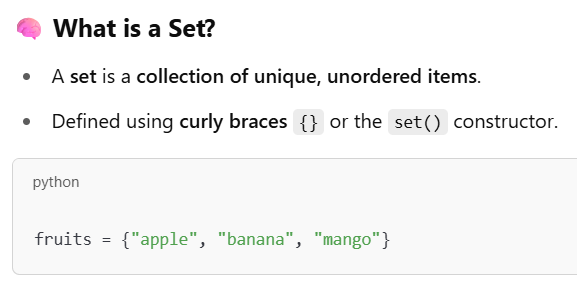 🧠 What is a Set?
• A set is a collection of unique, unordered items.
• Defined using curly braces {} or the set() constructor.
python
fruits = {"apple", "banana", "mango"}